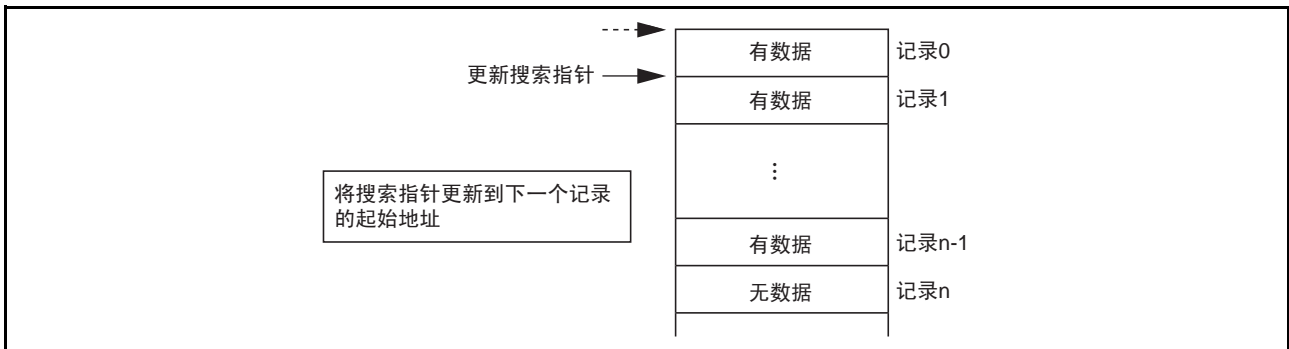 有数据 记录0
更新搜索指针
有数据 记录1
⋮
将搜索指针更新到下一个记录
的起始地址
有数据 记录n-1
无数据 记录n